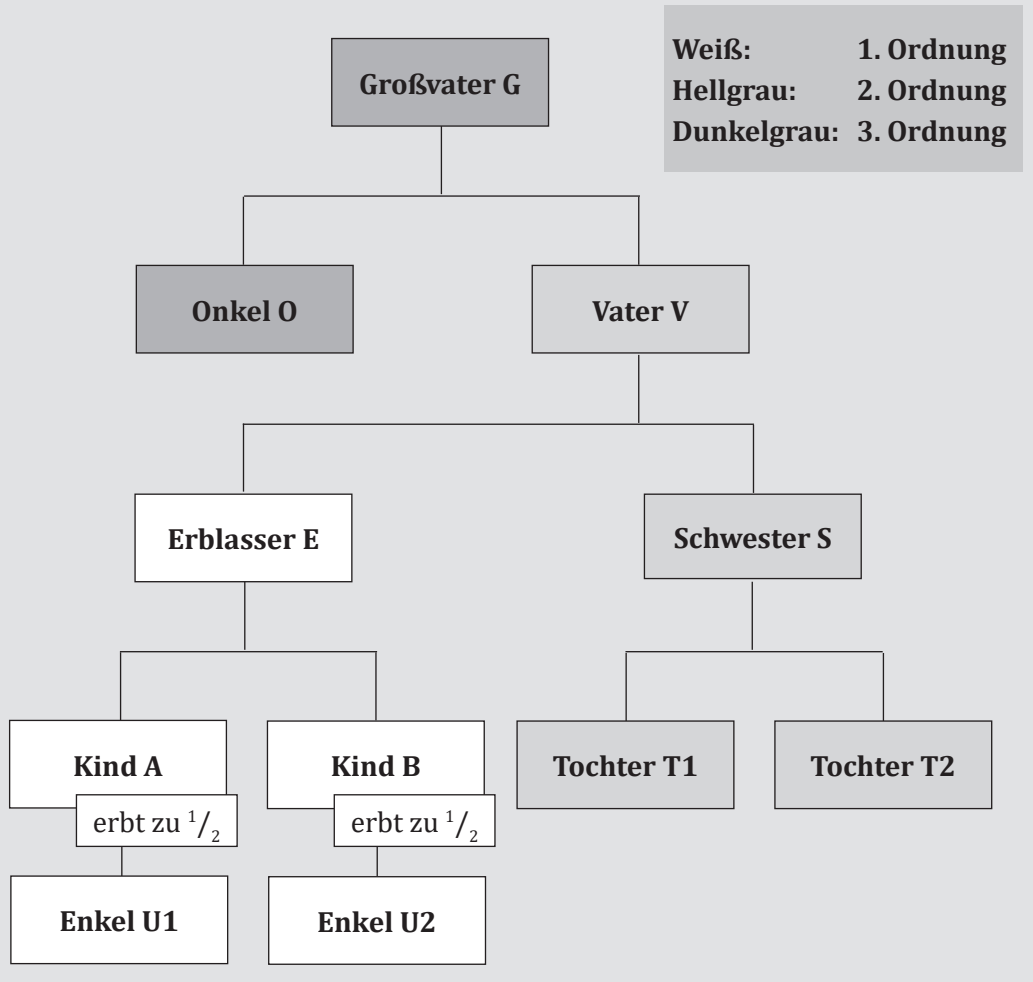 Weiß: 1. Ordnung
Hellgrau: 2. Ordnung
Dunkelgrau: 3. Ordnung
Großvater G
Onkel O
Vater V
Erblasser E
Schwester S
Kind A
Kind B
Tochter T1
Tochter T2
erbt zu 1/2
erbt zu 1/2
Enkel U1
Enkel U2